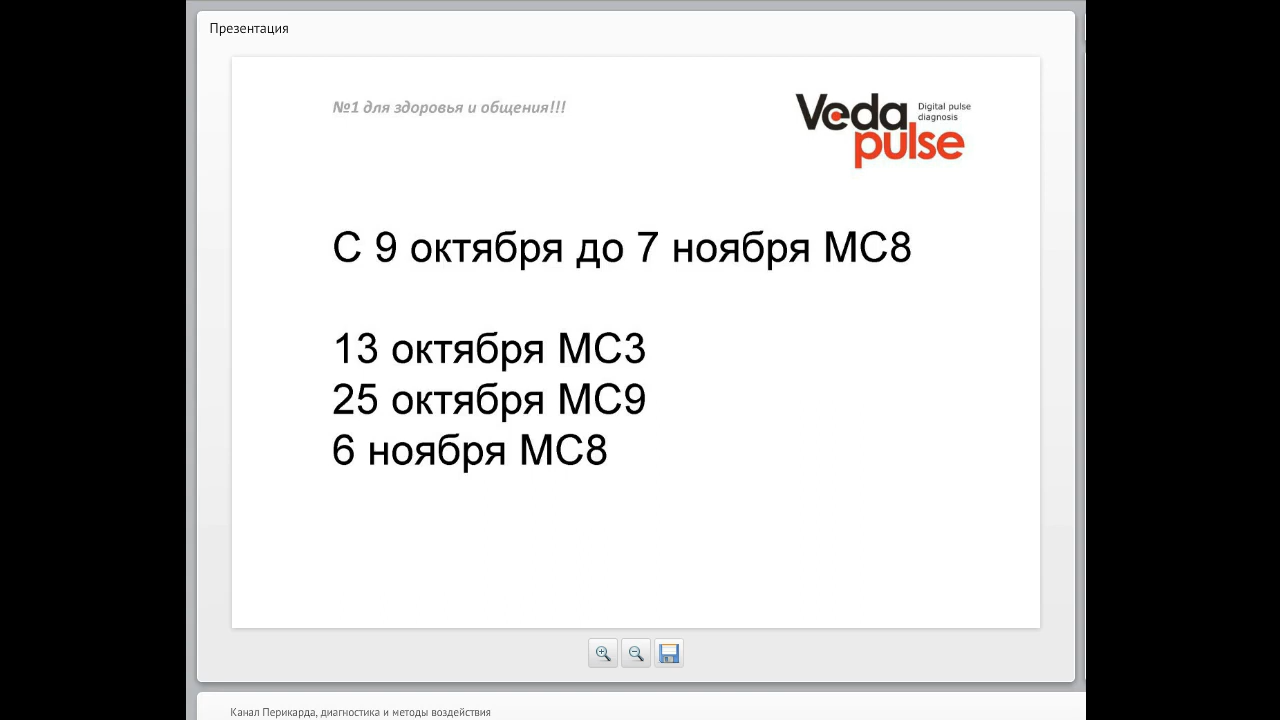 Презентация
№1 для здоровья и общения!!!
Veda
pulse
Digital pulse
diagnosis
С 9 октября до 7 ноября МС8
13 октября МС3
25 октября МС9
6 ноября МС8
Канал Перикарда, диагностика и методы воздействия